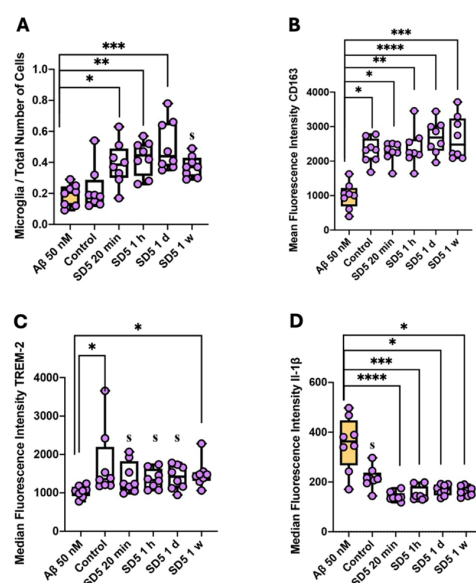 A
***
**
*
Microglia / Total Number of Cells
1.0
0.8
0.6
0.4
0.2
0.0
s
Aβ 50 nM
Control
SD5 20 min
SD5 1 h
SD5 1 d
SD5 1 w
B
***
****
**
*
*
Mean Fluorescence Intensity CD163
4000
3000
2000
1000
0
Aβ 50 nM
Control
SD5 20 min
SD5 1 h
SD5 1 d
SD5 1 w
C
*
*
Median Fluorescence Intensity TREM-2
4000
3000
2000
1000
0
s
s
s
Aβ 50 nM
Control
SD5 20 min
SD5 1 h
SD5 1 d
SD5 1 w
D
*
*
***
****
Median Fluorescence Intensity Il-1β
600
400
200
0
s
Aβ 50 nM
Control
SD5 20 min
SD5 1h
SD5 1 d
SD5 1 w